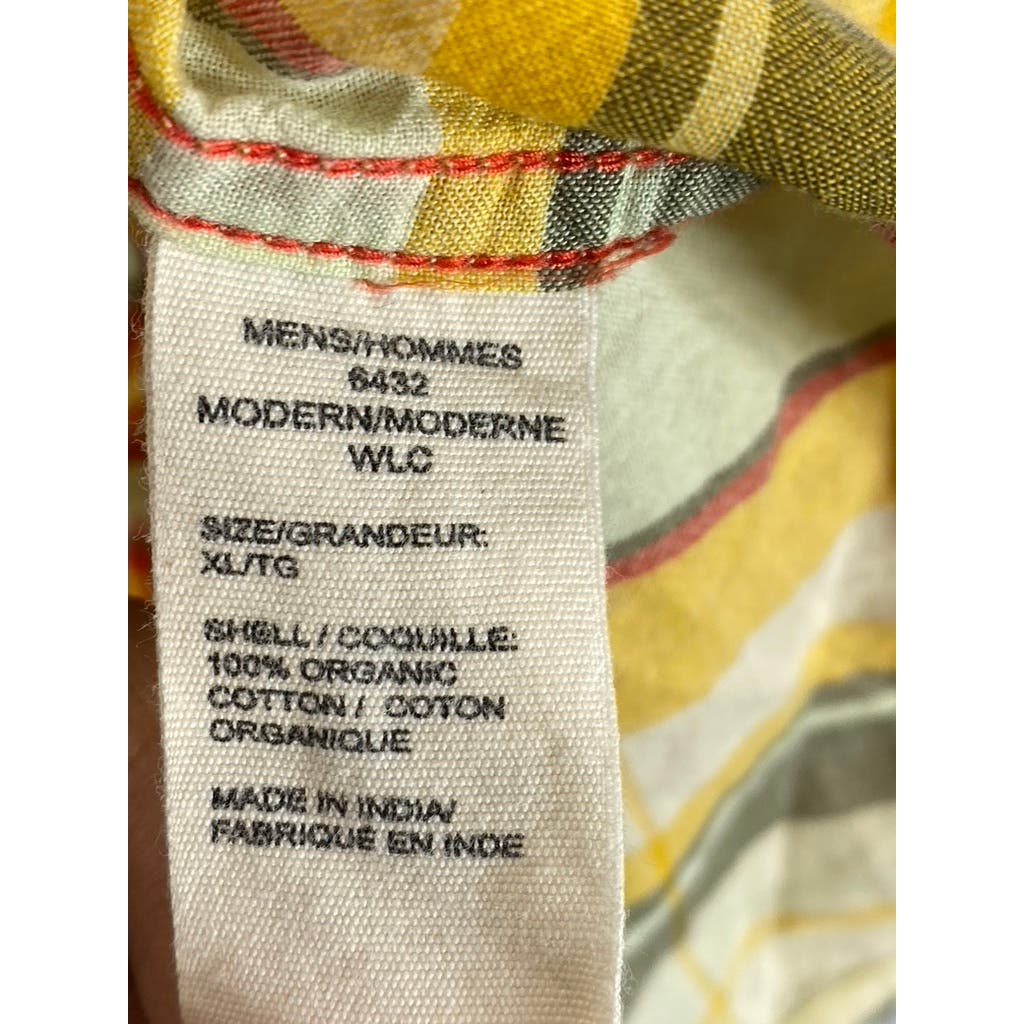 MENS/HOMMES
6432
MODERN/MODERNE
WLC
SIZE/GRANDEUR:
XL/TG
SHELL / COQUILLE:
100% ORGANIC
COTTON / COTON
ORGANIQUE
MADE IN INDIA/
FABRIQUE EN INDE